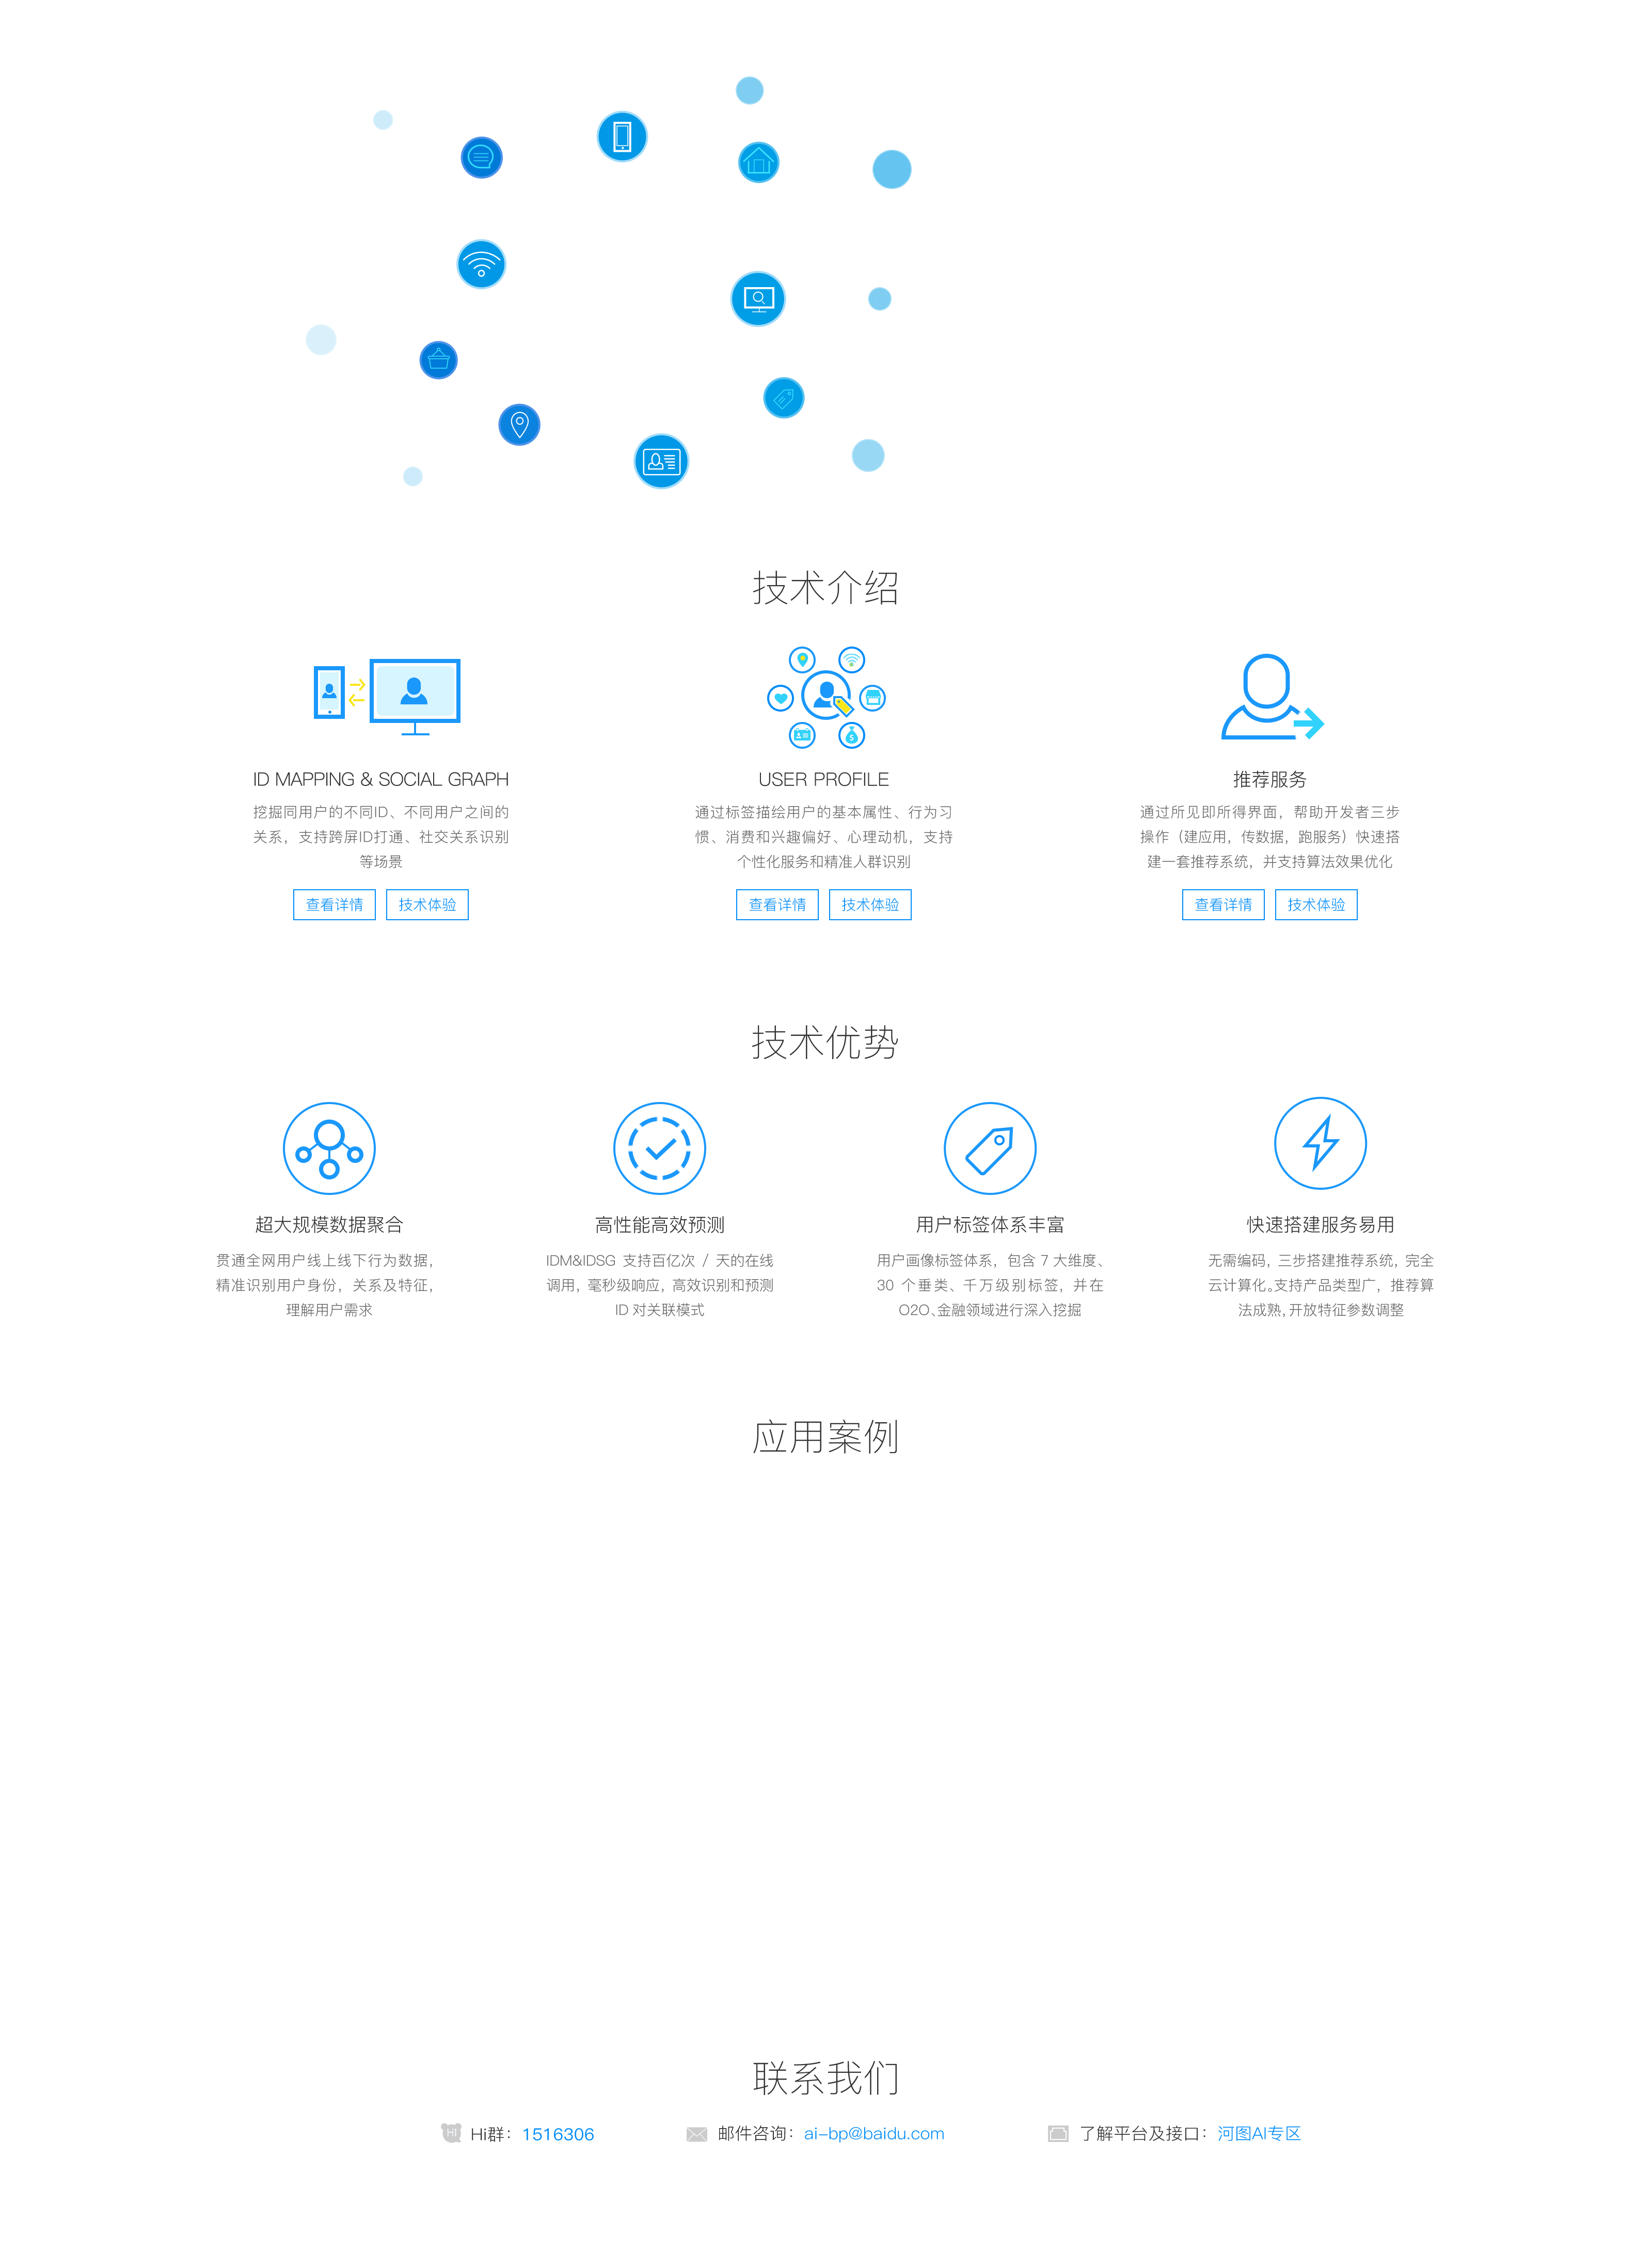 技术介绍
ID MAPPING & SOCIAL GRAPH
挖掘同用户的不同ID、不同用户之间的
关系，支持跨屏ID打通、社交关系识别
等场景
查看详情 技术体验
USER PROFILE
通过标签描绘用户的基本属性、行为习
惯、消费和兴趣偏好、心理动机，支持
个性化服务和精准人群识别
查看详情 技术体验
推荐服务
通过所见即所得界面，帮助开发者三步
操作（建应用，传数据，跑服务）快速搭
建一套推荐系统，并支持算法效果优化
查看详情 技术体验
技术优势
超大规模数据聚合
贯通全网用户线上线下行为数据，
精准识别用户身份，关系及特征，
理解用户需求
高性能高效预测
IDM&IDSG 支持百亿次 / 天的在线
调用，毫秒级响应，高效识别和预测
ID 对关联模式
用户标签体系丰富
用户画像标签体系，包含 7 大维度、
30 个垂类、千万级别标签，并在
O2O、金融领域进行深入挖掘
快速搭建服务易用
无需编码，三步搭建推荐系统，完全
云计算化。支持产品类型广，推荐算
法成熟，开放特征参数调整
应用案例
联系我们
Hi群：1516306
邮件咨询：ai-bp@baidu.com
了解平台及接口：河图AI专区